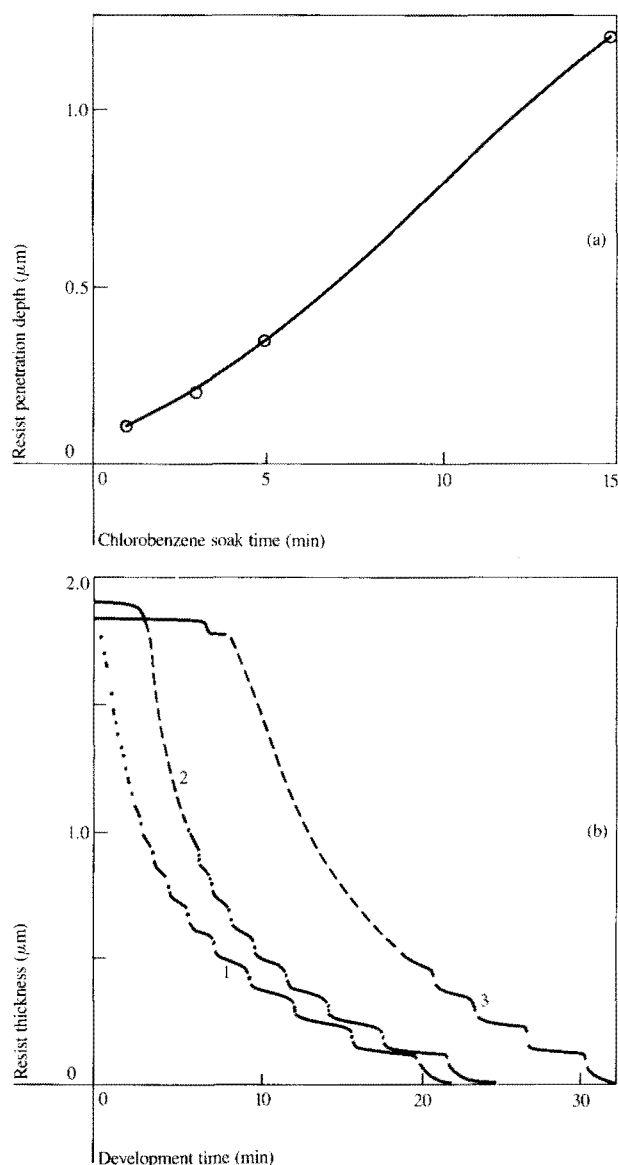 1.0
(a)
0.5
Resist penetration depth (μm)
0
0 5 10 15
Chlorobenzene soak time (min)
2.0
2
1.0
(b)
1
3
Resist thickness (μm)
0
0 10 20 30
Development time (min)